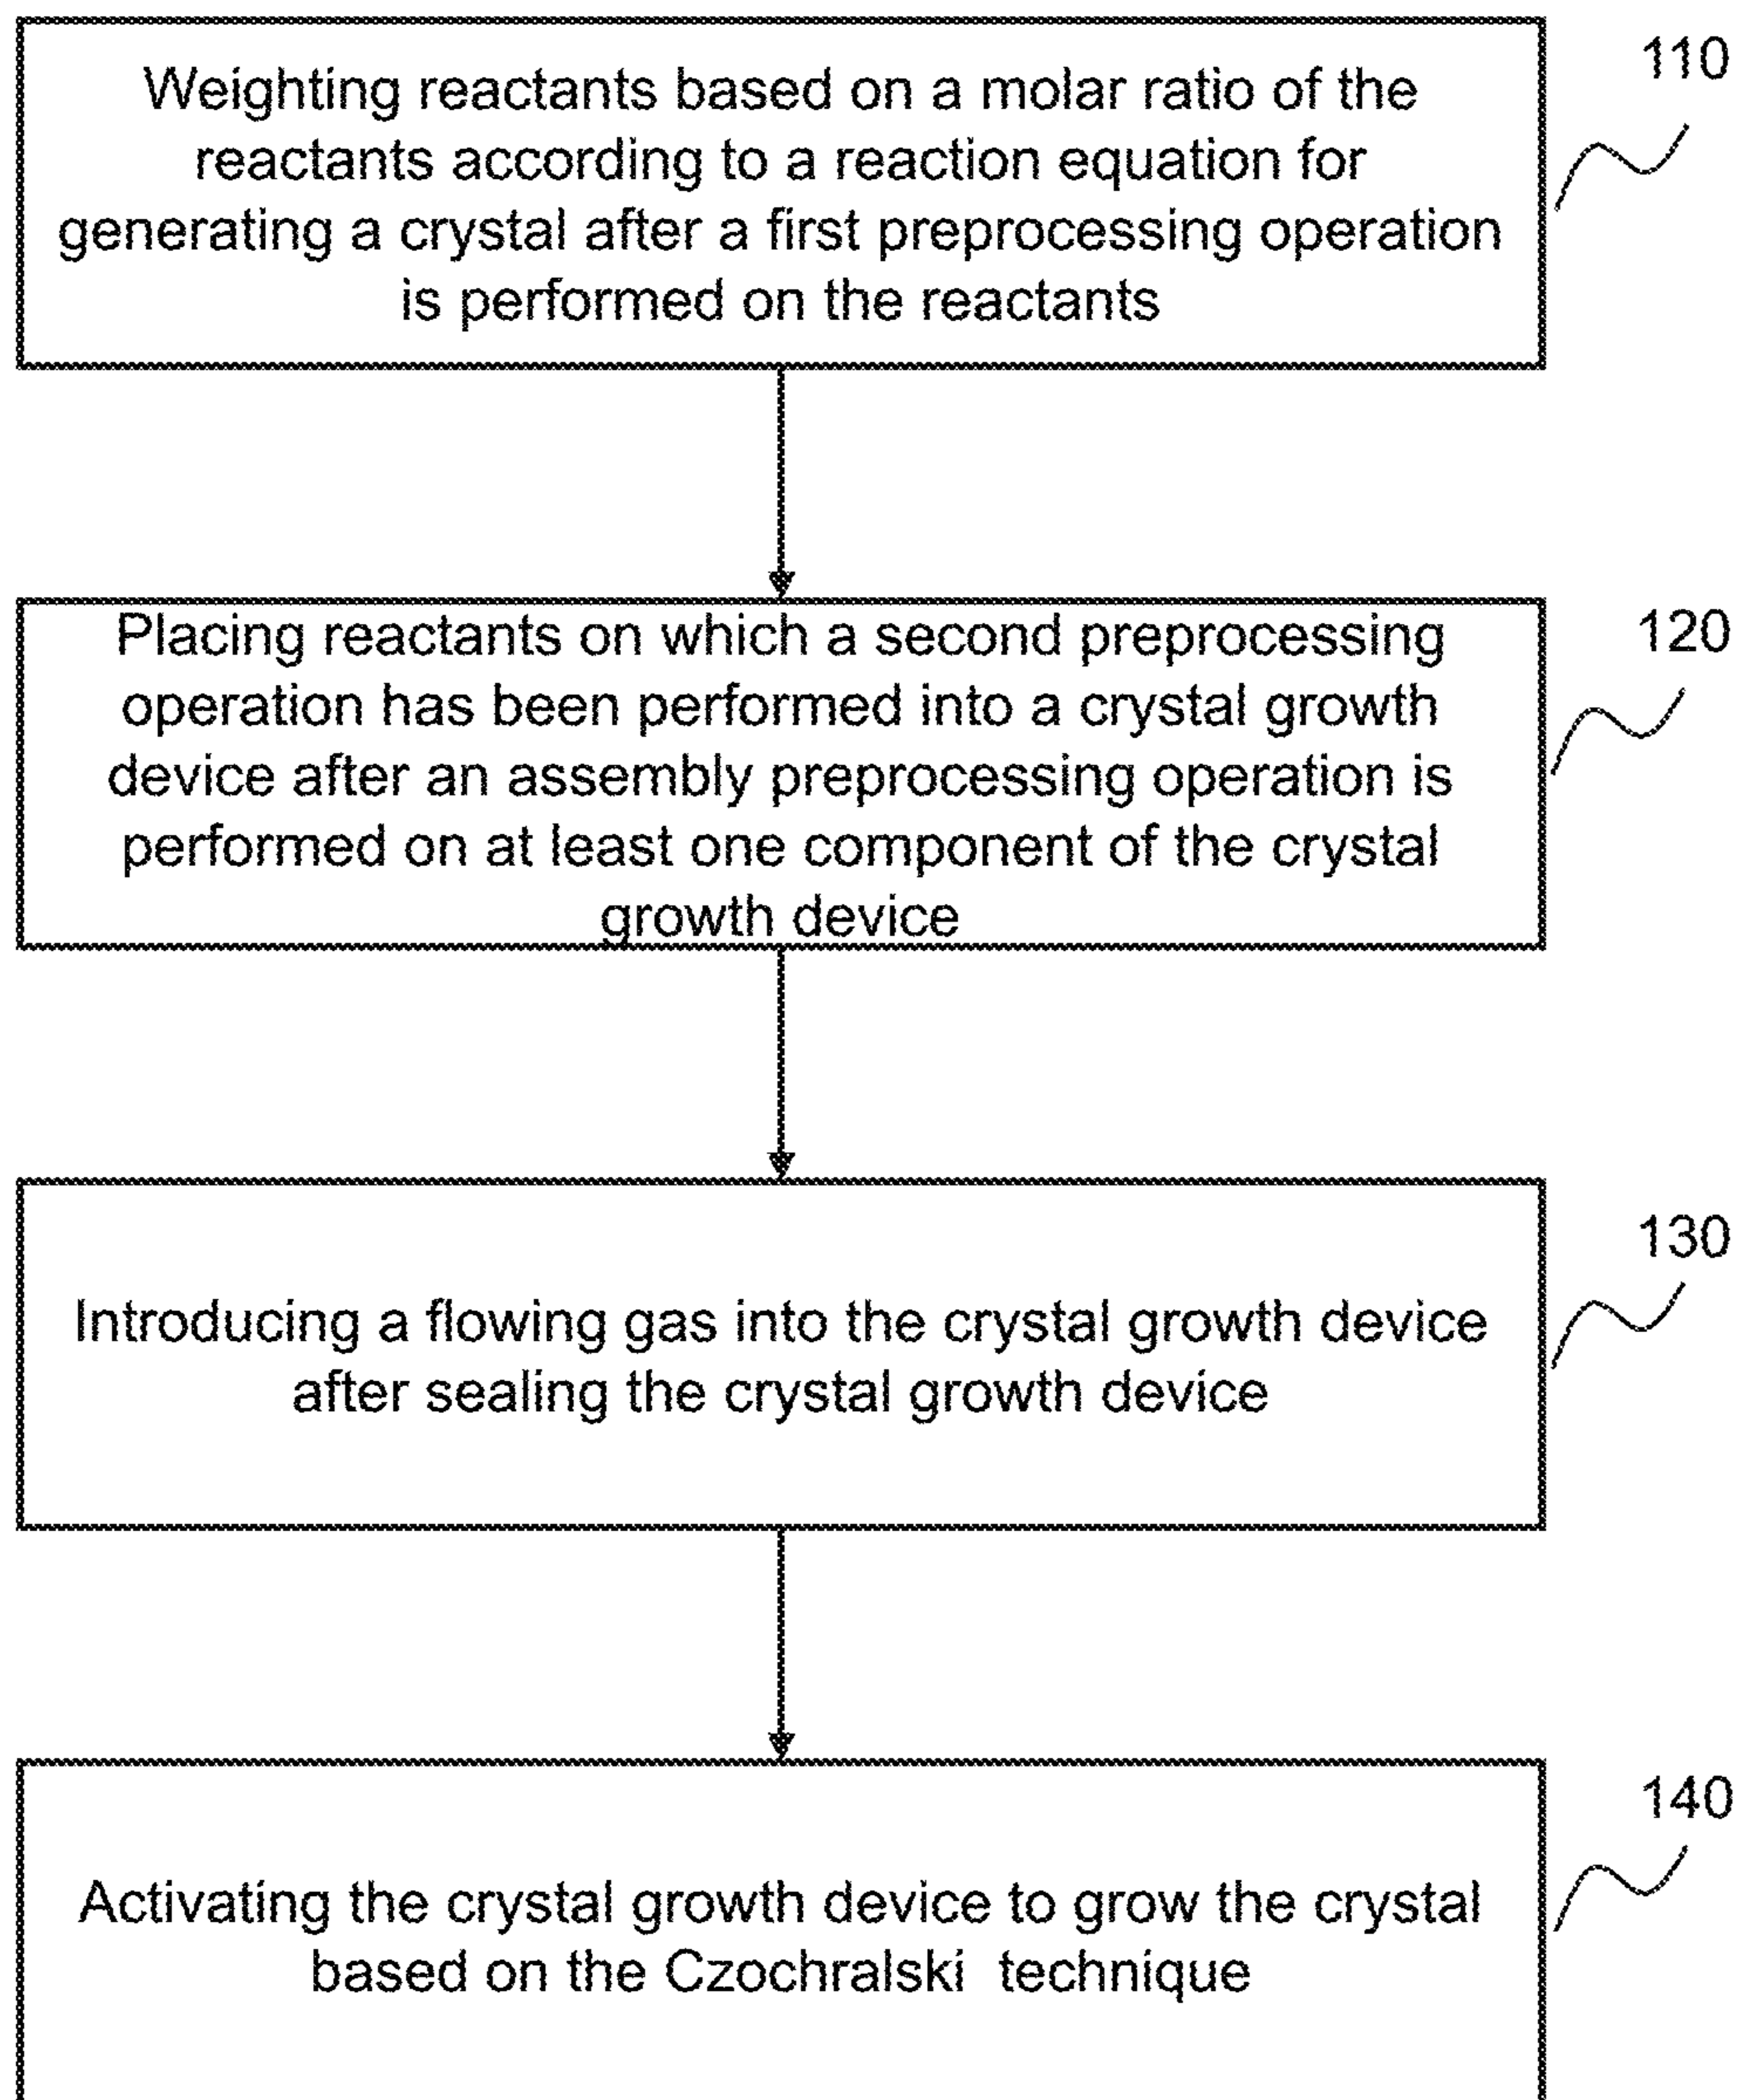 Weighting reactants based on a molar ratio of the
reactants according to a reaction equation for
generating a crystal after a first preprocessing operation
is performed on the reactants
110
Placing reactants on which a second preprocessing
operation has been performed into a crystal growth
device after an assembly preprocessing operation is
performed on at least one component of the crystal
growth device
120
Introducing a flowing gas into the crystal growth device
after sealing the crystal growth device
130
Activating the crystal growth device to grow the crystal
based on the Czochralski  technique
140